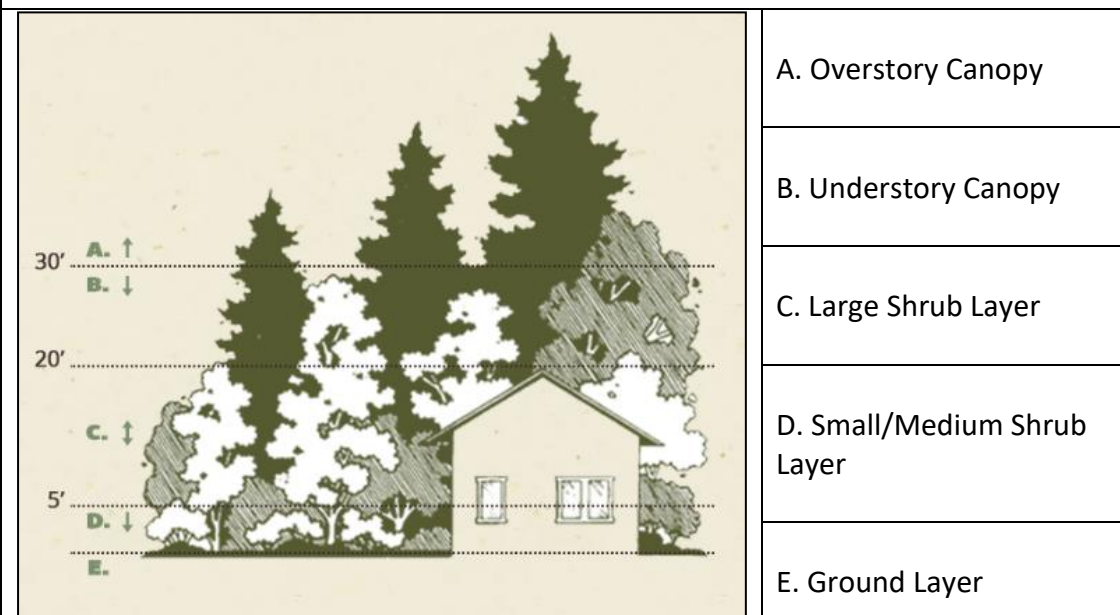 A. ↑
30'
B. ↓
20'
C. ↕
5'
D. ↓
E.
A. Overstory Canopy
B. Understory Canopy
C. Large Shrub Layer
D. Small/Medium Shrub
Layer
E. Ground Layer